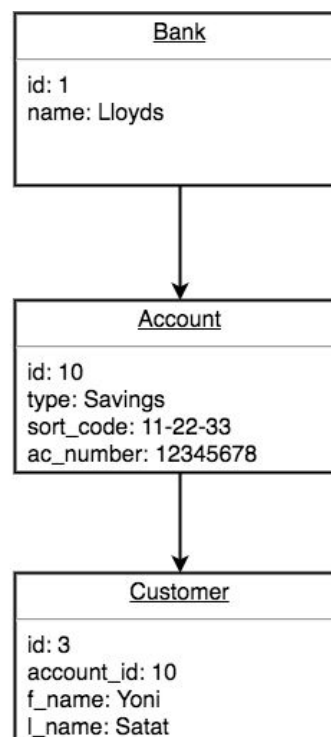 Bank
id: 1
name: Lloyds
Account
id: 10
type: Savings
sort_code: 11-22-33
ac_number: 12345678
Customer
id: 3
account_id: 10
f_name: Yoni
l_name: Satat